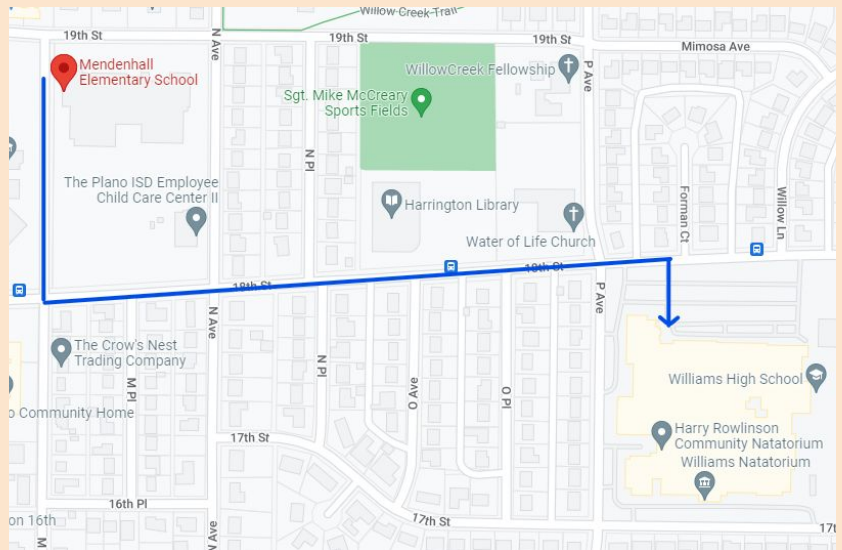 Willow Creek Trail
19th St
19th St
19th St
Mimosa Ave
N Ave
P Ave
Mendenhall
Elementary School
WillowCreek Fellowship
Sgt. Mike McCreary
Sports Fields
N Pl
The Plano ISD Employee
Child Care Center II
Harrington Library
Forman Ct
Willow Ln
Water of Life Church
18th St
18th St
P Ave
N Ave
The Crow's Nest
Trading Company
M Pl
N Pl
O Ave
O Pl
Williams High School
o Community Home
Harry Rowlinson
Community Natatorium
Williams Natatorium
17th St
16th Pl
on 16th
17th St
17t
M
N Ave